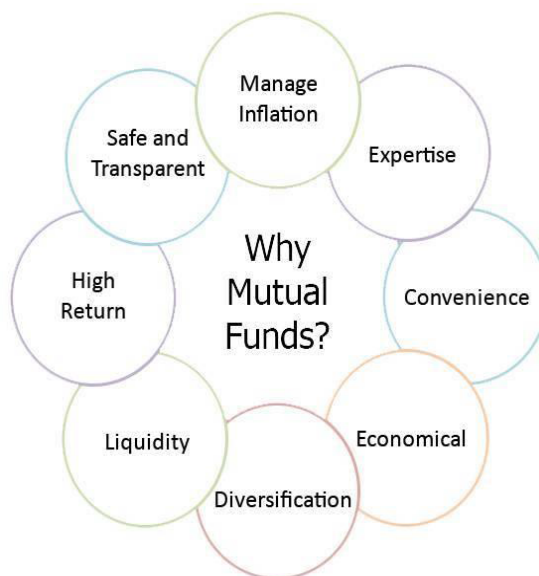 Why
Mutual
Funds?
Manage
Inflation
Expertise
Convenience
Economical
Diversification
Liquidity
High
Return
Safe and
Transparent